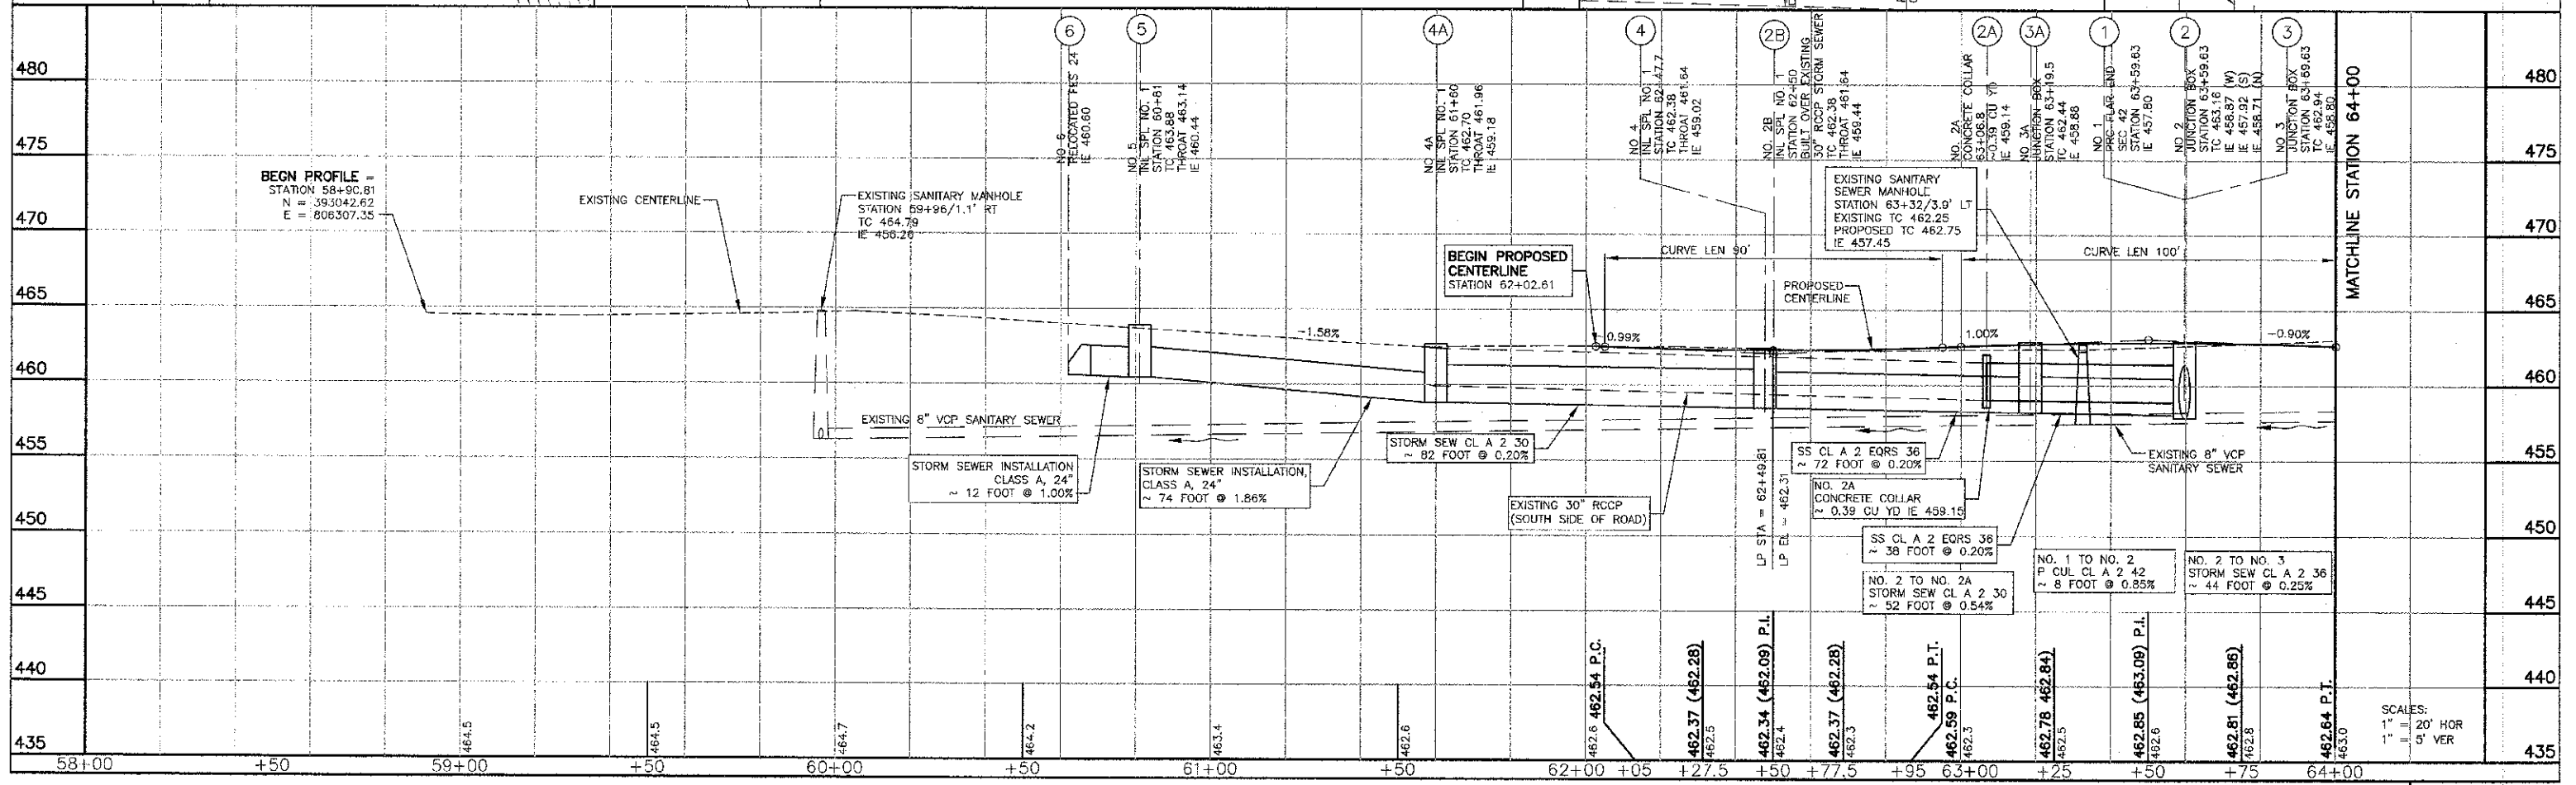 6
5
4A
4
2B
2A
3A
1
2
3
480
475
470
465
460
455
450
445
440
435
NO. 6
RELOCATED FES 24
IE 460.60
NO. 5
INL SPL NO. 1
STATION 60+81
TC 463.88
THROAT 463.14
IE 460.44
NO. 4A
INL SPL NO. 1
STATION 61+60
TC 462.70
THROAT 461.96
IE 459.18
NO. 4
INL SPL NO. 1
STATION 62+47.7
TC 462.38
THROAT 461.64
IE 459.02
NO. 2B
INL SPL NO. 1
STATION 62+50
BUILT OVER EXISTING
30" RCCP STORM SEWER
TC 462.38
THROAT 461.64
IE 459.44
NO. 2A
CONCRETE COLLAR
63+06.8
~0.39 CU YD
IE 459.14
NO. 3A
JUNCTION BOX
STATION 63+19.5
TC 462.44
IE 458.88
NO. 1
PRC FLAR END
SEC 42
STATION 63+59.63
IE 457.80
NO. 2
JUNCTION BOX
STATION 63+59.63
TC 463.16
IE 458.87 (W)
IE 457.92 (S)
IE 458.71 (N)
NO. 3
JUNCTION BOX
STATION 63+59.63
TC 462.94
IE 458.80
MATCHLINE STATION 64+00
480
475
470
465
460
455
450
445
440
435
BEGN PROFILE =
STATION 58+90.81
N = 393042.62
E = 806307.35
EXISTING CENTERLINE
EXISTING SANITARY MANHOLE
STATION 59+96/1.1' RT
TC 464.79
IE 456.26
EXISTING SANITARY
SEWER MANHOLE
STATION 63+32/3.9' LT
EXISTING TC 462.25
PROPOSED TC 462.75
IE 457.45
BEGIN PROPOSED
CENTERLINE
STATION 62+02.61
CURVE LEN 90'
CURVE LEN 100'
PROPOSED
CENTERLINE
-1.58%
-0.99%
1.00%
-0.90%
EXISTING 8" VCP SANITARY SEWER
STORM SEWER INSTALLATION
CLASS A, 24"
~ 12 FOOT @ 1.00%
STORM SEWER INSTALLATION,
CLASS A, 24"
~ 74 FOOT @ 1.86%
STORM SEW CL A 2 30
~ 82 FOOT @ 0.20%
EXISTING 30" RCCP
(SOUTH SIDE OF ROAD)
LP STA = 62+49.81
LP EL = 462.31
SS CL A 2 EQRS 36
~ 72 FOOT @ 0.20%
NO. 2A
CONCRETE COLLAR
~ 0.39 CU YD IE 459.15
SS CL A 2 EQRS 36
~ 38 FOOT @ 0.20%
NO. 2 TO NO. 2A
STORM SEW CL A 2 30
~ 52 FOOT @ 0.54%
EXISTING 8" VCP
SANITARY SEWER
NO. 1 TO NO. 2
P CUL CL A 2 42
~ 8 FOOT @ 0.85%
NO. 2 TO NO. 3
STORM SEW CL A 2 36
~ 44 FOOT @ 0.25%
464.5
464.5
464.7
464.2
463.4
462.6
462.6
462.54 P.C.
462.37 (462.28)
462.5
462.34 (462.09) P.I.
462.4
462.37 (462.28)
462.3
462.54 P.T.
462.59 P.C.
462.3
462.78 462.84)
462.5
462.85 (463.09) P.I.
462.6
462.81 (462.86)
462.8
462.64 P.T.
463.0
58+00 +50 59+00 +50 60+00 +50 61+00 +50 62+00 +05 +27.5 +50 +77.5 +95 63+00 +25 +50 +75 64+00
SCALES:
1" = 20' HOR
1" = 5' VER